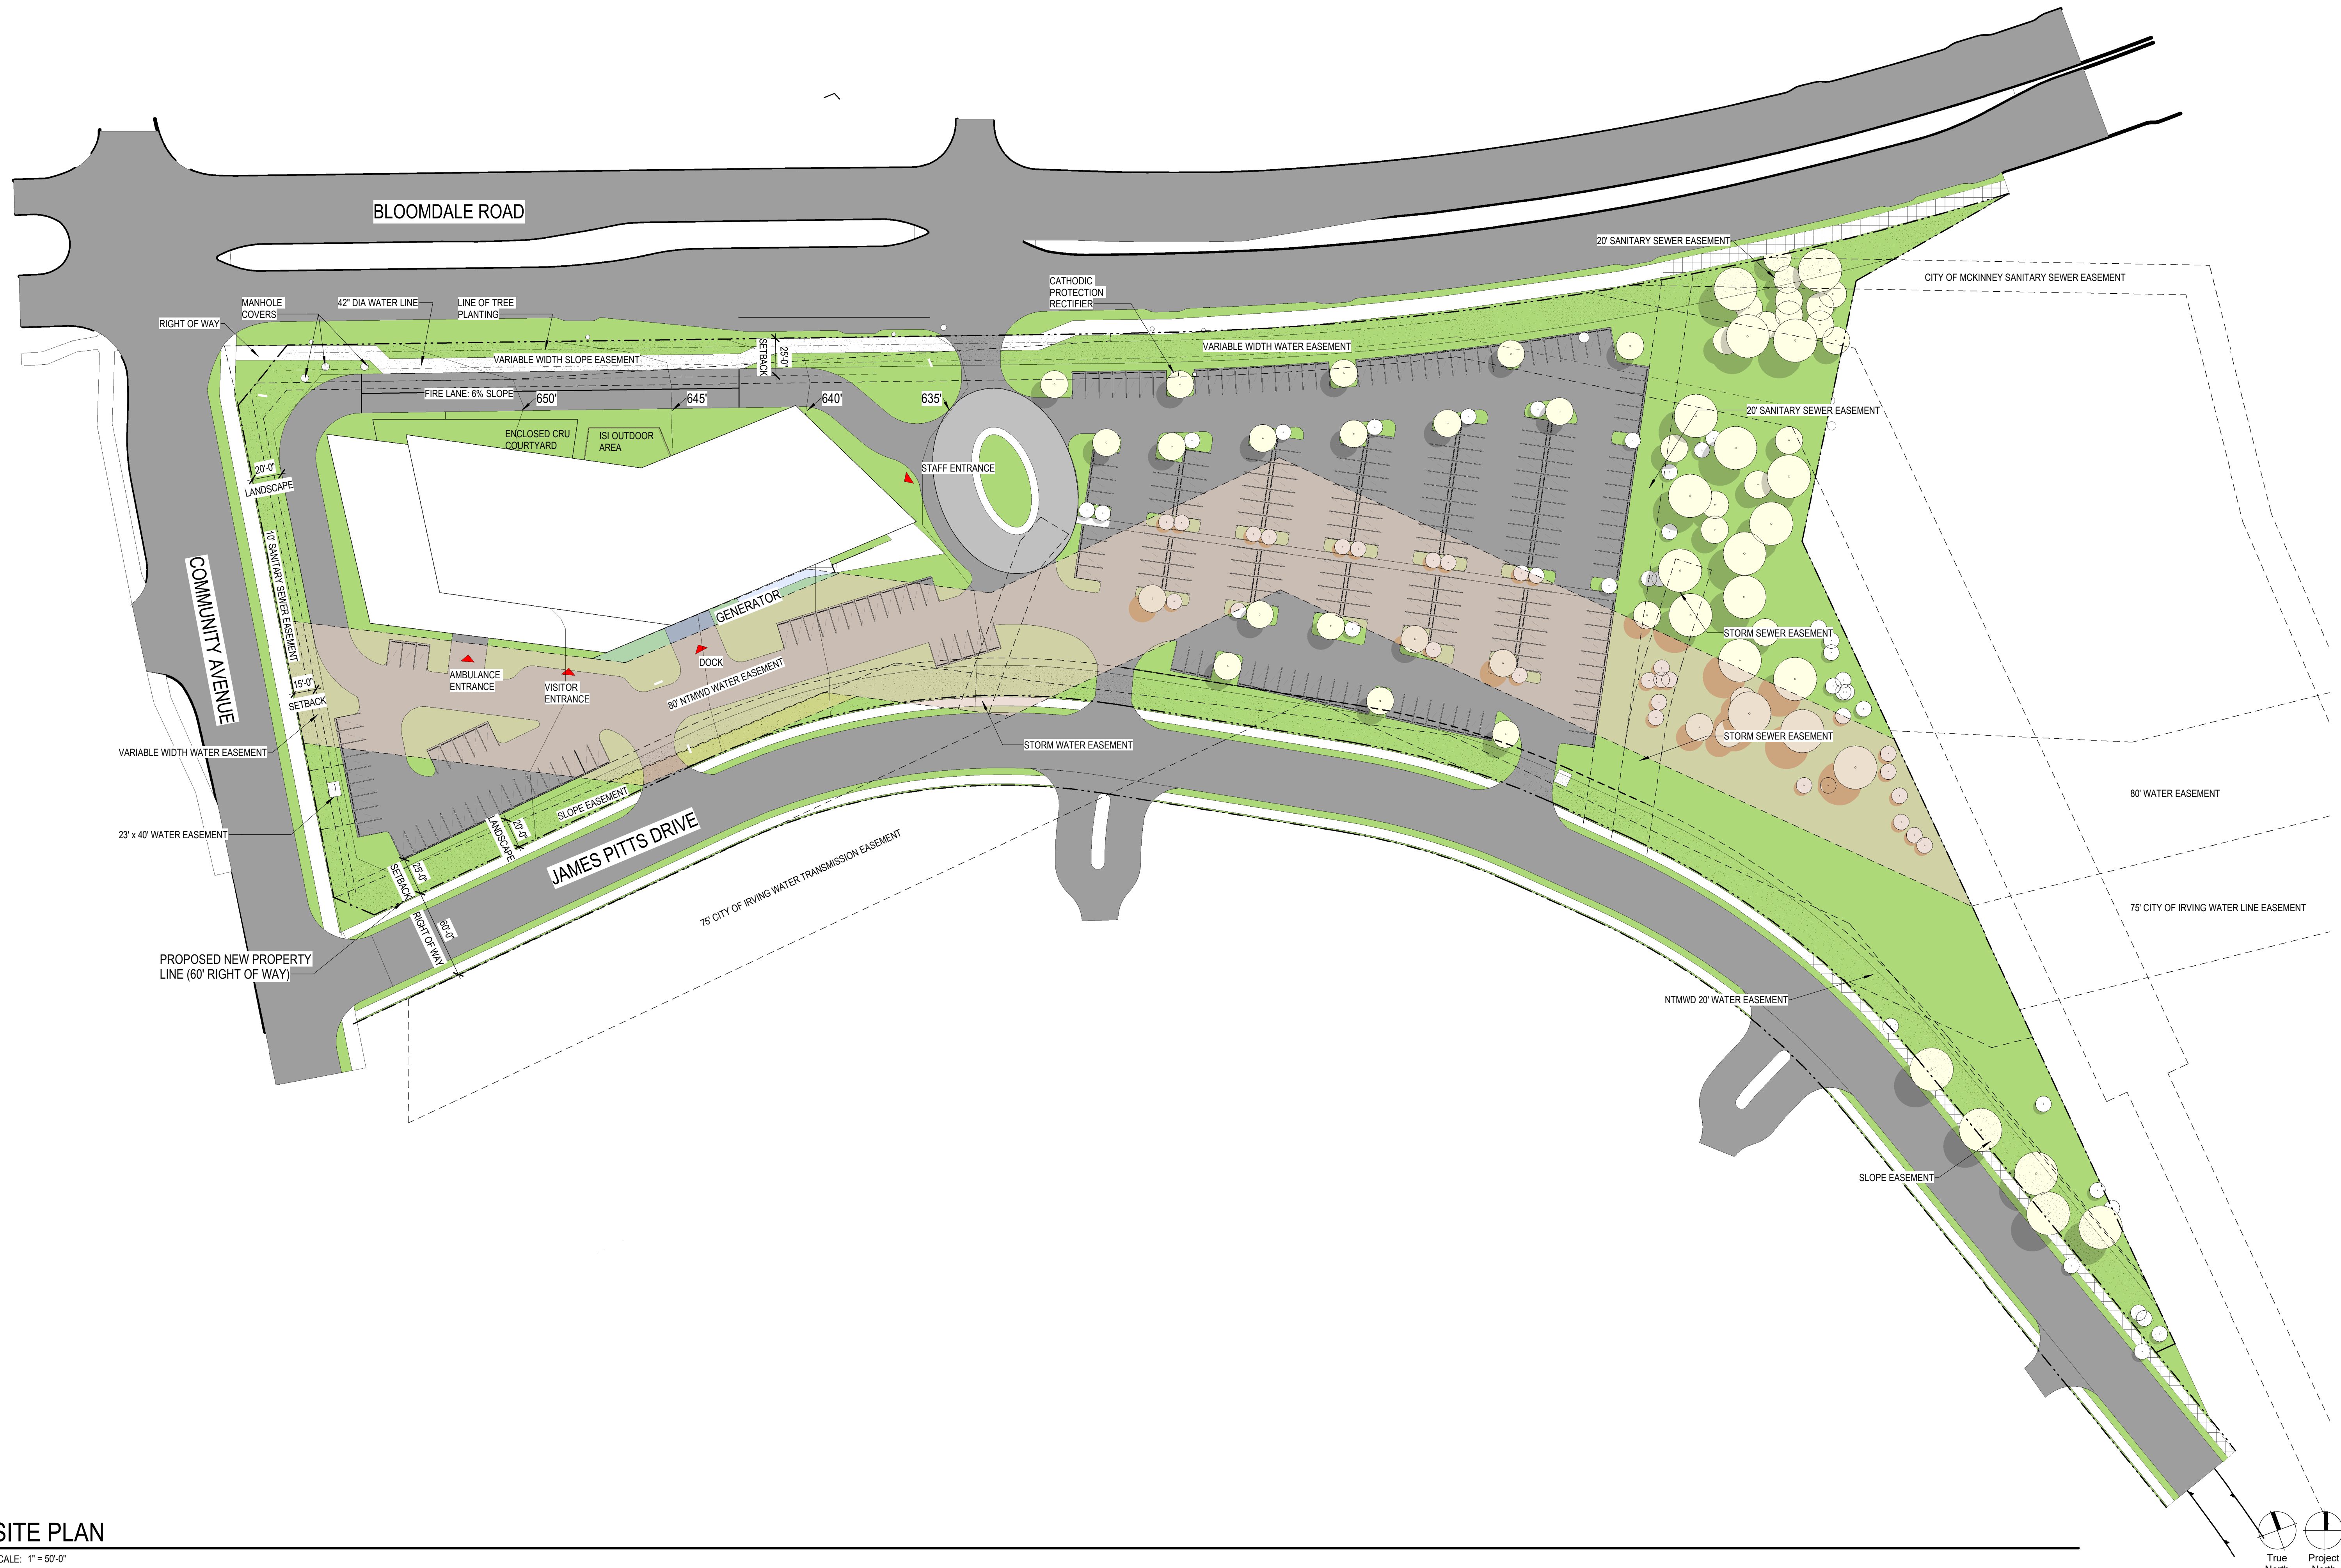 BLOOMDALE ROAD
20' SANITARY SEWER EASEMENT
CITY OF MCKINNEY SANITARY SEWER EASEMENT
CATHODIC
PROTECTION
RECTIFIER
MANHOLE
COVERS
42" DIA WATER LINE
LINE OF TREE
PLANTING
RIGHT OF WAY
VARIABLE WIDTH SLOPE EASEMENT
SETBACK
25'-0"
VARIABLE WIDTH WATER EASEMENT
FIRE LANE: 6% SLOPE
650'
645'
640'
635'
20' SANITARY SEWER EASEMENT
ENCLOSED CRU
COURTYARD
ISI OUTDOOR
AREA
STAFF ENTRANCE
20'-0"
LANDSCAPE
10' SANITARY SEWER EASEMENT
COMMUNITY AVENUE
GENERATOR
STORM SEWER EASEMENT
DOCK
AMBULANCE
ENTRANCE
VISITOR
ENTRANCE
80' NTMWD WATER EASEMENT
15'-0"
SETBACK
VARIABLE WIDTH WATER EASEMENT
STORM WATER EASEMENT
STORM SEWER EASEMENT
80' WATER EASEMENT
SLOPE EASEMENT
23' x 40' WATER EASEMENT
LANDSCAPE
20'-0"
JAMES PITTS DRIVE
75' CITY OF IRVING WATER TRANSMISSION EASEMENT
SETBACK
25'-0"
75' CITY OF IRVING WATER LINE EASEMENT
RIGHT OF WAY
60'-0"
PROPOSED NEW PROPERTY
LINE (60' RIGHT OF WAY)
NTMWD 20' WATER EASEMENT
SLOPE EASEMENT
SITE PLAN
SCALE: 1" = 50'-0"
True
North
Project
North